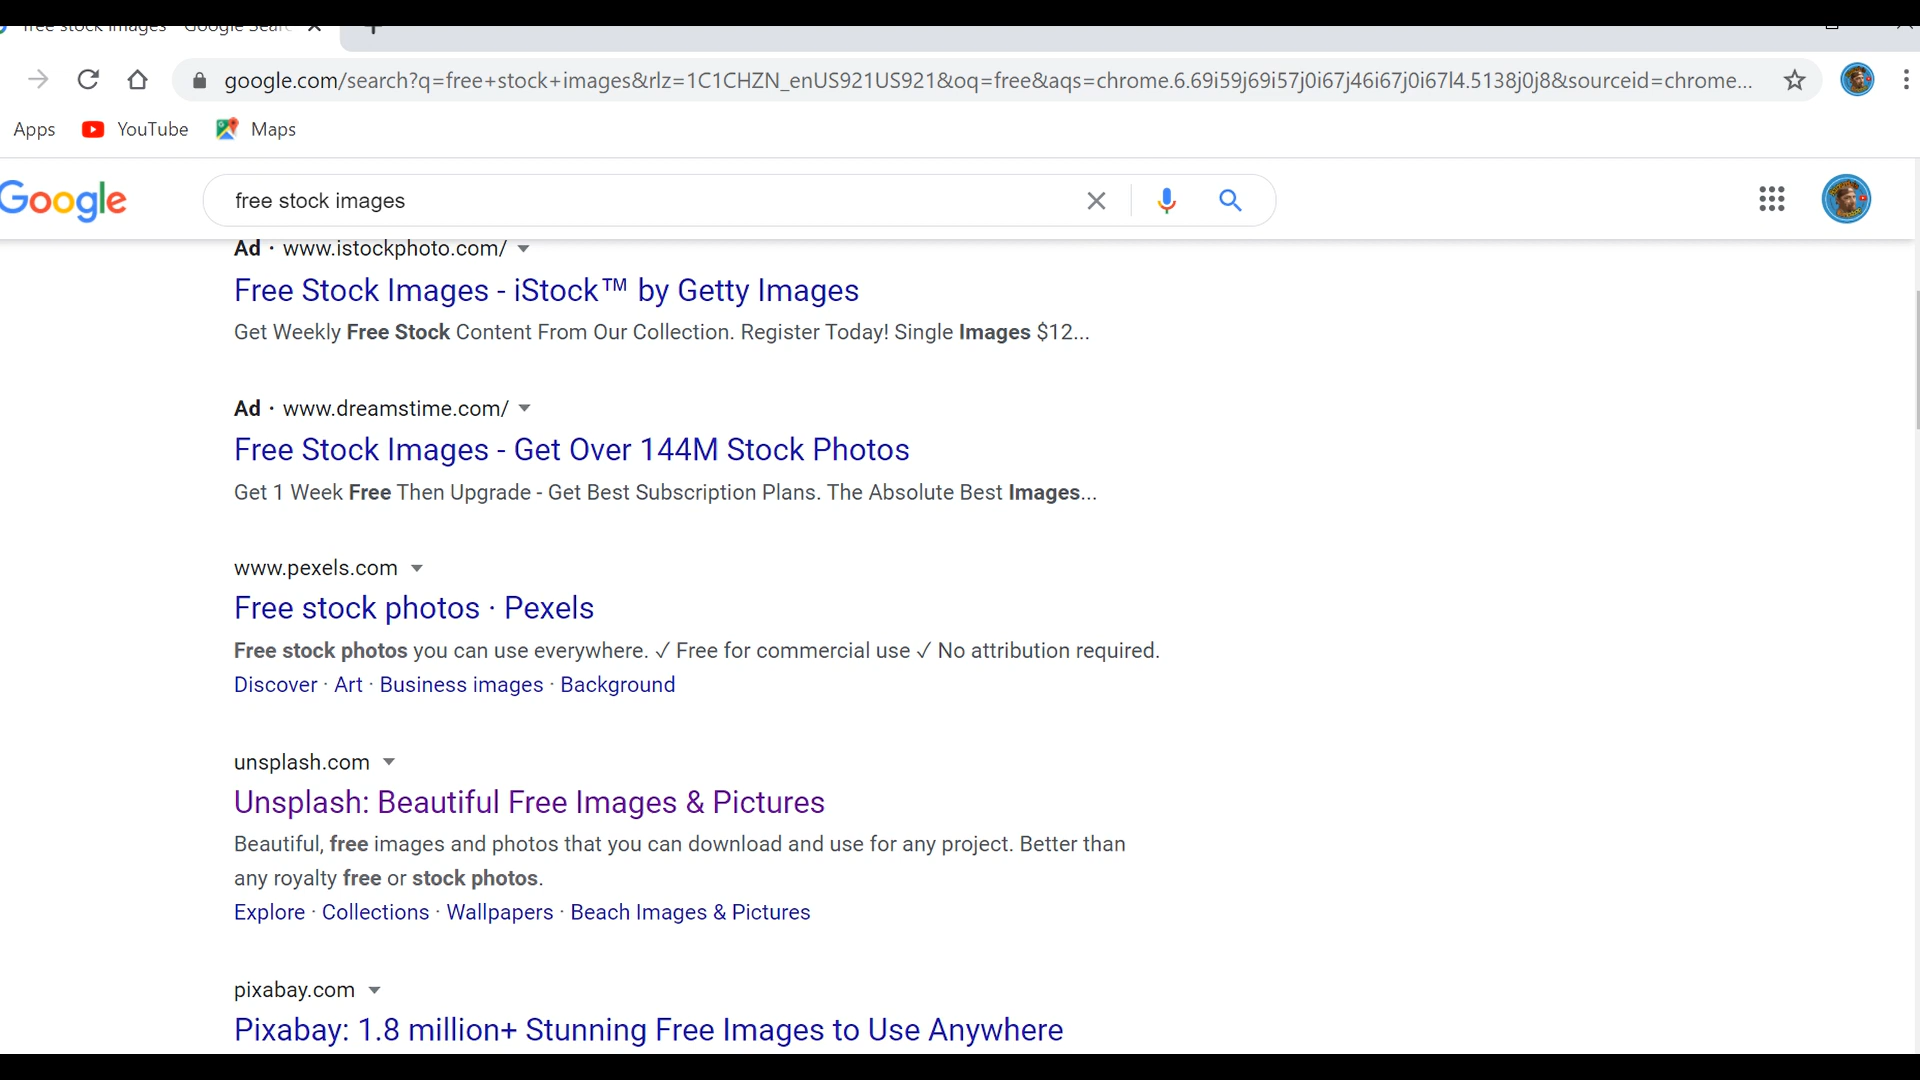 free stock images - Google Sear
google.com/search?q=free+stock+images&rlz=1C1CHZN_enUS921US921&oq=free&aqs=chrome.6.69i59j69i57j0i67j46i67j0i67l4.5138j0j8&sourceid=chrome...
Apps YouTube Maps
Google free stock images
Ad · www.istockphoto.com/
Free Stock Images - iStock™ by Getty Images
Get Weekly Free Stock Content From Our Collection. Register Today! Single Images $12...
Ad · www.dreamstime.com/
Free Stock Images - Get Over 144M Stock Photos
Get 1 Week Free Then Upgrade - Get Best Subscription Plans. The Absolute Best Images...
www.pexels.com
Free stock photos · Pexels
Free stock photos you can use everywhere. ✓ Free for commercial use ✓ No attribution required.
Discover · Art · Business images · Background
unsplash.com
Unsplash: Beautiful Free Images & Pictures
Beautiful, free images and photos that you can download and use for any project. Better than
any royalty free or stock photos.
Explore · Collections · Wallpapers · Beach Images & Pictures
pixabay.com
Pixabay: 1.8 million+ Stunning Free Images to Use Anywhere